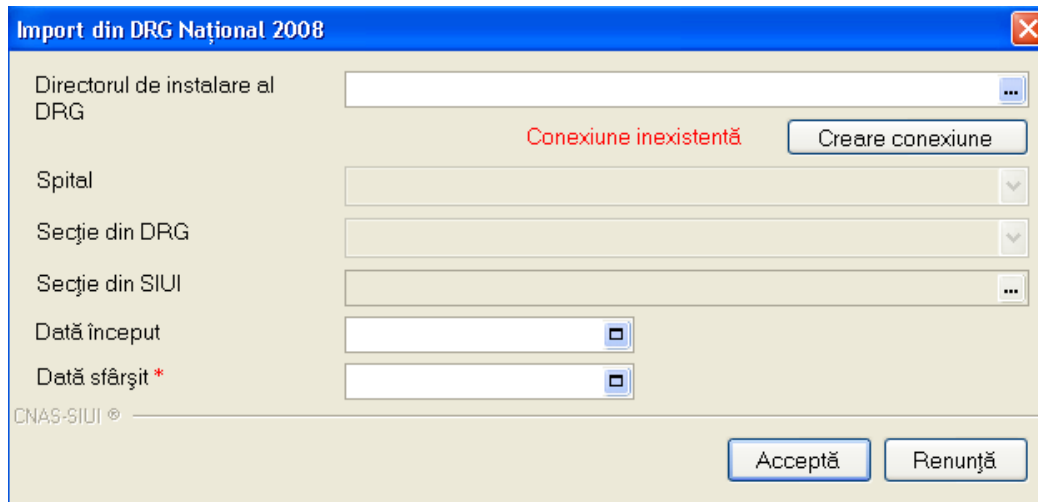 Import din DRG Național 2008
Directorul de instalare al
DRG
...
Conexiune inexistentă
Creare conexiune
Spital
Secţie din DRG
Secţie din SIUI
...
Dată început
Dată sfârşit *
CNAS-SIUI ®
Acceptă
Renunţă